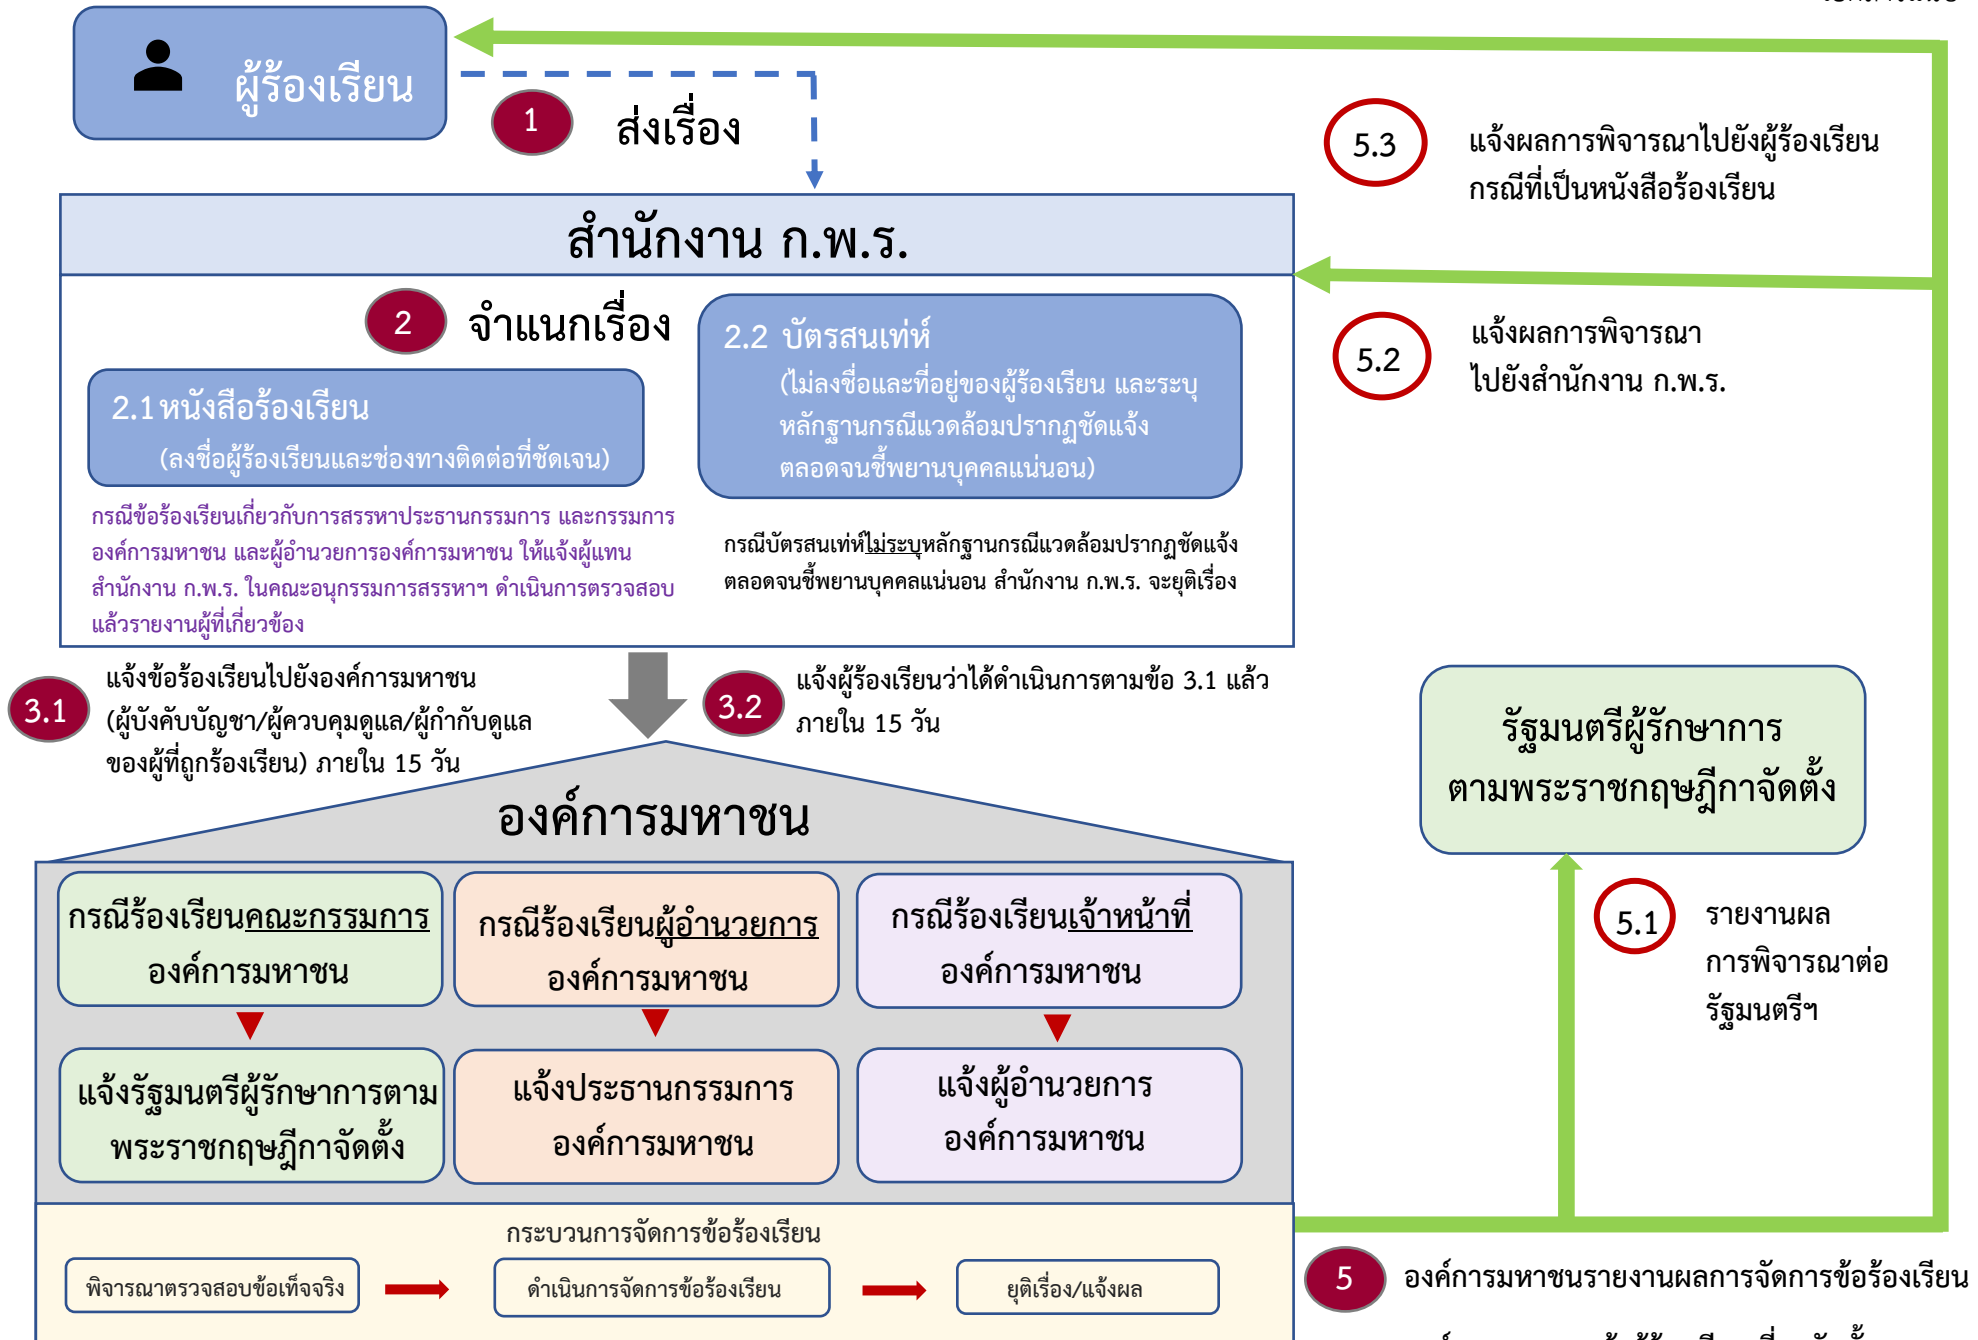 ผู้ร้องเรียน
1
ส่งเรื่อง
5.3
แจ้งผลการพิจารณาไปยังผู้ร้องเรียน
กรณีที่เป็นหนังสือร้องเรียน
สำนักงาน ก.พ.ร.
2
จำแนกเรื่อง
2.1 หนังสือร้องเรียน
(ลงชื่อผู้ร้องเรียนและช่องทางติดต่อที่ชัดเจน)
กรณีข้อร้องเรียนเกี่ยวกับการสรรหาประธานกรรมการ และกรรมการ
องค์การมหาชน และผู้อำนวยการองค์การมหาชน ให้แจ้งผู้แทน
สำนักงาน ก.พ.ร. ในคณะอนุกรรมการสรรหาฯ ดำเนินการตรวจสอบ
แล้วรายงานผู้ที่เกี่ยวข้อง
2.2 บัตรสนเท่ห์
(ไม่ลงชื่อและที่อยู่ของผู้ร้องเรียน และระบุ
หลักฐานกรณีแวดล้อมปรากฏชัดแจ้ง
ตลอดจนชี้พยานบุคคลแน่นอน)
กรณีบัตรสนเท่ห์ไม่ระบุหลักฐานกรณีแวดล้อมปรากฏชัดแจ้ง
ตลอดจนชี้พยานบุคคลแน่นอน สำนักงาน ก.พ.ร. จะยุติเรื่อง
5.2
แจ้งผลการพิจารณา
ไปยังสำนักงาน ก.พ.ร.
3.1
แจ้งข้อร้องเรียนไปยังองค์การมหาชน
(ผู้บังคับบัญชา/ผู้ควบคุมดูแล/ผู้กำกับดูแล
ของผู้ที่ถูกร้องเรียน) ภายใน 15 วัน
3.2
แจ้งผู้ร้องเรียนว่าได้ดำเนินการตามข้อ 3.1 แล้ว
ภายใน 15 วัน
รัฐมนตรีผู้รักษาการ
ตามพระราชกฤษฎีกาจัดตั้ง
องค์การมหาชน
กรณีร้องเรียนคณะกรรมการ
องค์การมหาชน
กรณีร้องเรียนผู้อำนวยการ
องค์การมหาชน
กรณีร้องเรียนเจ้าหน้าที่
องค์การมหาชน
5.1
รายงานผล
การพิจารณาต่อ
รัฐมนตรีฯ
แจ้งรัฐมนตรีผู้รักษาการตาม
พระราชกฤษฎีกาจัดตั้ง
แจ้งประธานกรรมการ
องค์การมหาชน
แจ้งผู้อำนวยการ
องค์การมหาชน
กระบวนการจัดการข้อร้องเรียน
พิจารณาตรวจสอบข้อเท็จจริง
ดำเนินการจัดการข้อร้องเรียน
ยุติเรื่อง/แจ้งผล
5
องค์การมหาชนรายงานผลการจัดการข้อร้องเรียน